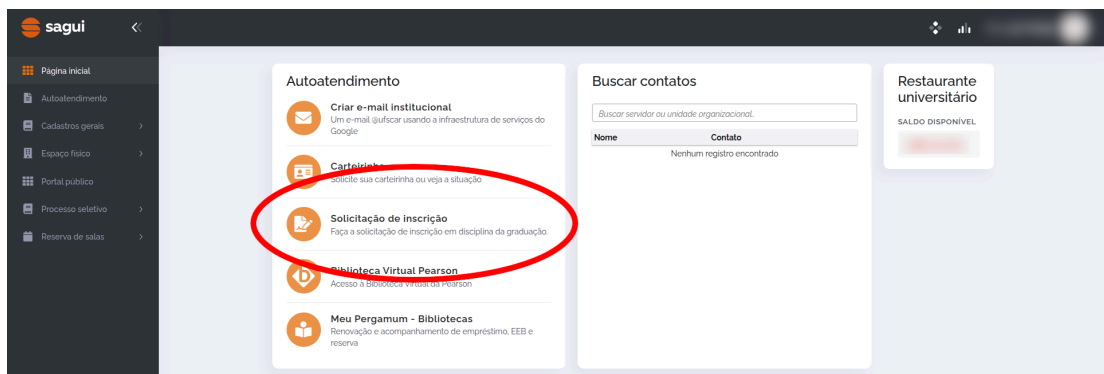 sagui
Página inicial
Autoatendimento
Cadastros gerais
Espaço físico
Portal público
Processo seletivo
Reserva de salas
Autoatendimento
Criar e-mail institucional
Um e-mail @ufscar usando a infraestrutura de serviços do
Google
Carteirinha
Solicite sua carteirinha ou veja a situação
Solicitação de inscrição
Faça a solicitação de inscrição em disciplina da graduação.
Biblioteca Virtual Pearson
Acesso à Biblioteca Virtual da Pearson
Meu Pergamum - Bibliotecas
Renovação e acompanhamento de empréstimo, EEB e
reserva
Buscar contatos
Buscar servidor ou unidade organizacional.
Nome Contato
Nenhum registro encontrado
Restaurante
universitário
SALDO DISPONÍVEL